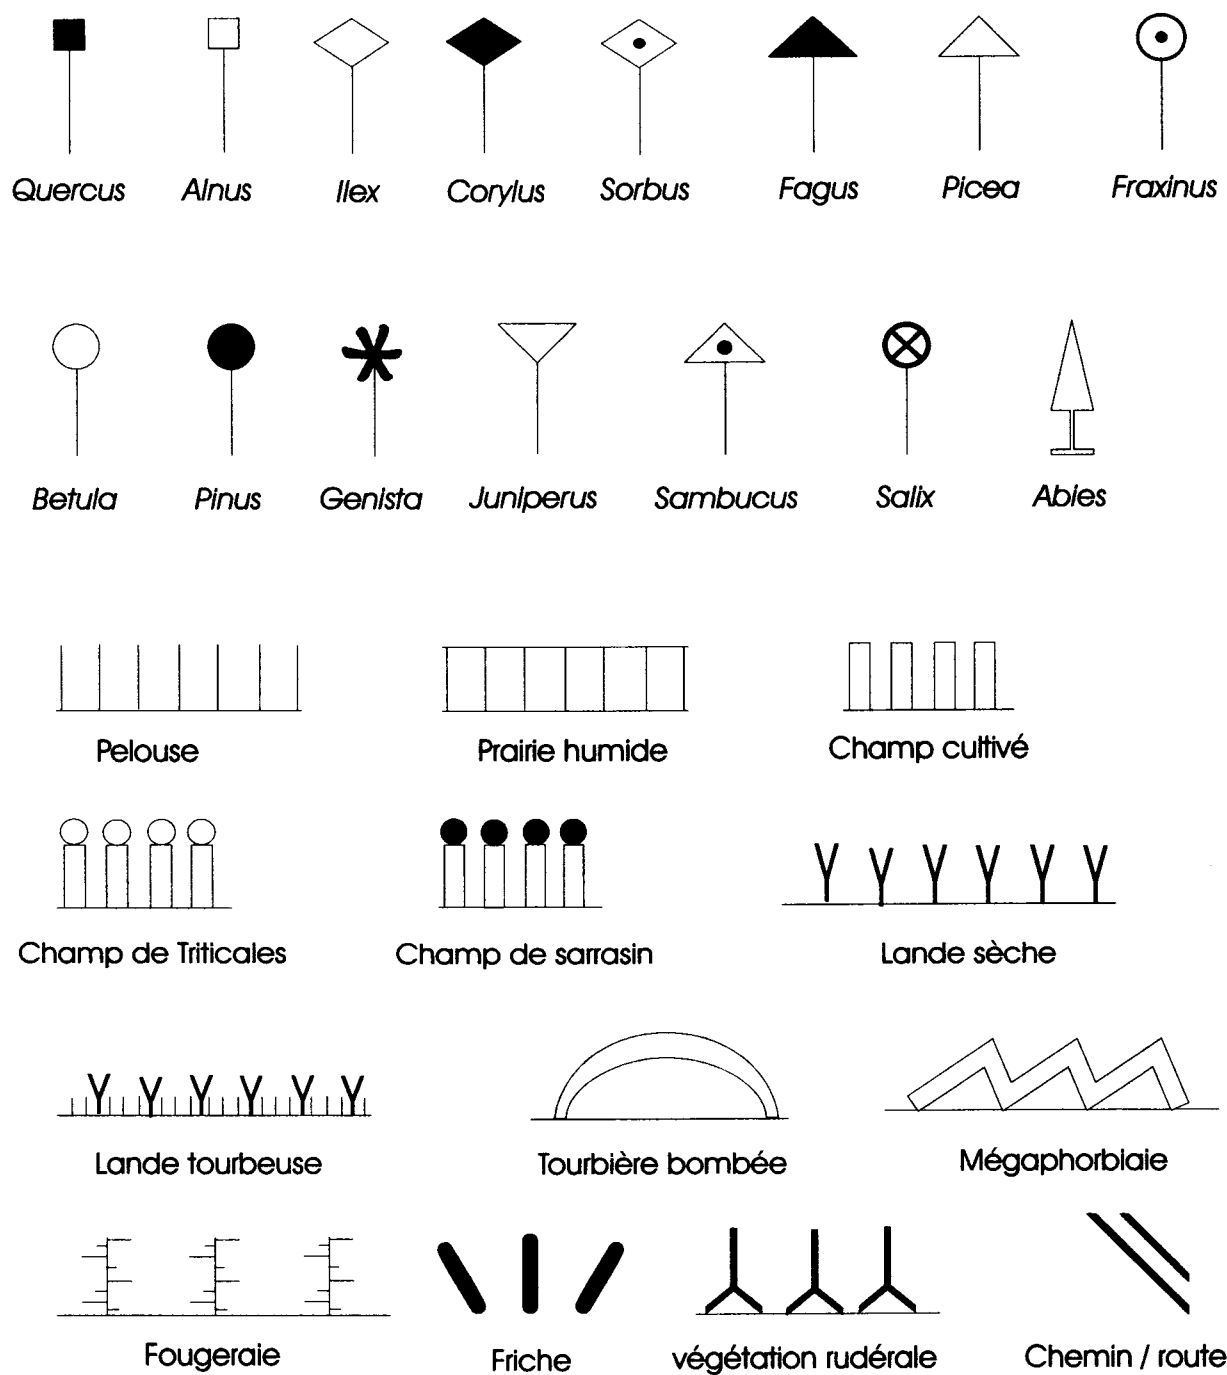 Quercus Alnus Ilex Corylus Sorbus Fagus Picea Fraxinus
Betula Pinus Genista Juniperus Sambucus Salix Abies
Pelouse Prairie humide Champ cultivé
Champ de Triticales Champ de sarrasin Lande sèche
Lande tourbeuse Tourbière bombée Mégaphorbiaie
Fougeraie Friche végétation rudérale Chemin / route